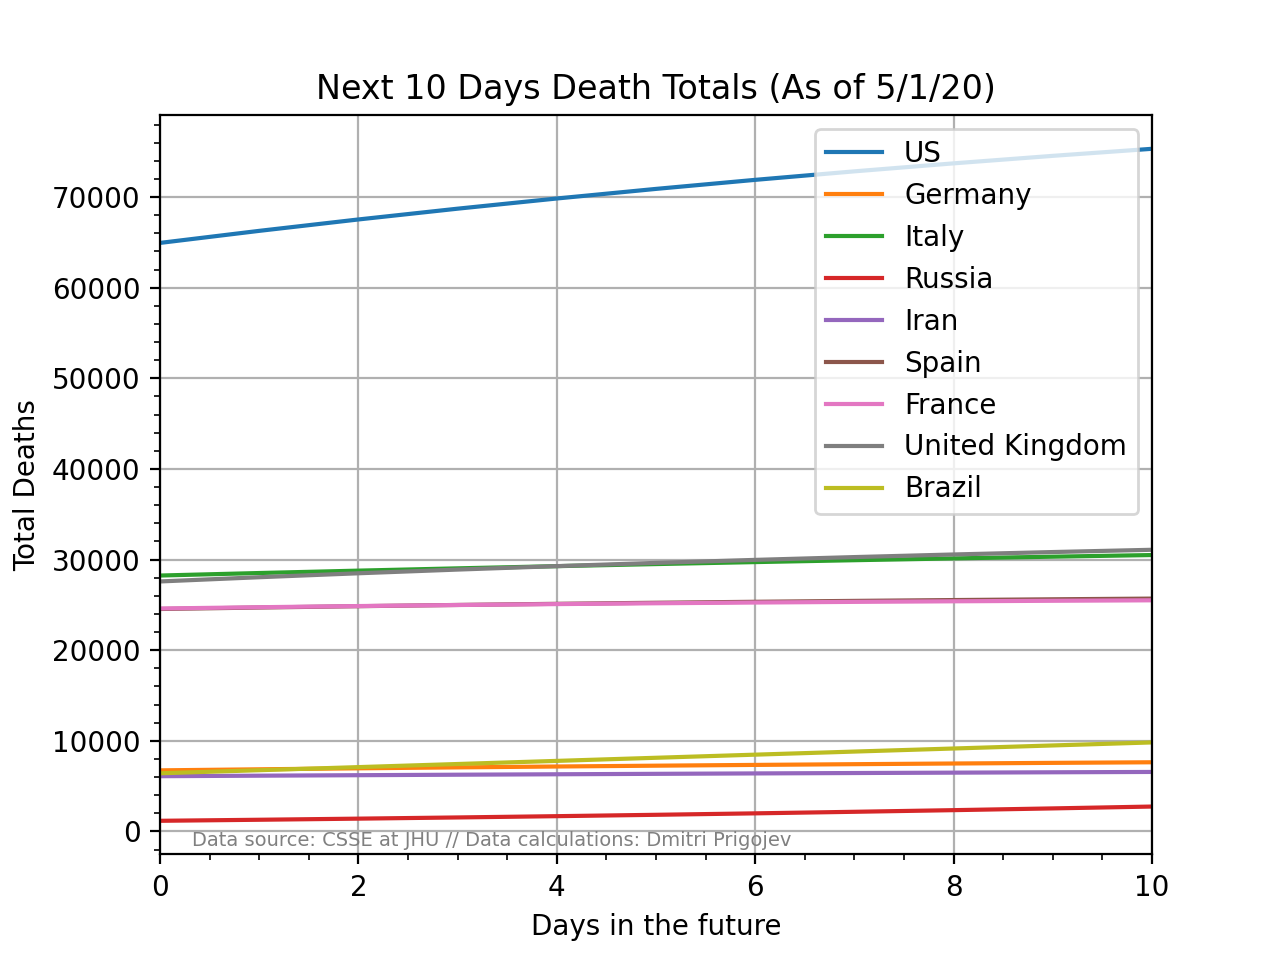 Next 10 Days Death Totals (As of 5/1/20)
US
Germany
Italy
Russia
Iran
Spain
France
United Kingdom
Brazil
Total Deaths
70000
60000
50000
40000
30000
20000
10000
0
Data source: CSSE at JHU // Data calculations: Dmitri Prigojev
0 2 4 6 8 10
Days in the future